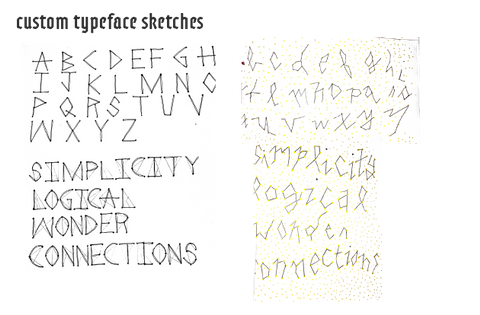 custom typeface sketches
A B C D E F G H
I J K L M N O
P Q R S T U V
W X Y Z
SIMPLICITY
LOGICAL
WONDER
CONNECTIONS
b c d e f g h i
u v w x y z
simplicity
logical
wonder
connections